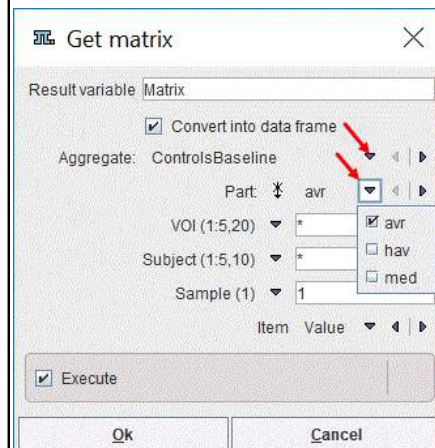 Get matrix
Result variable Matrix
Convert into data frame
Aggregate: ControlsBaseline
Part: avr
avr
hav
VOI (1:5,20) *
med
Subject (1:5,10) *
Sample (1) 1
Item Value
Execute
Ok Cancel